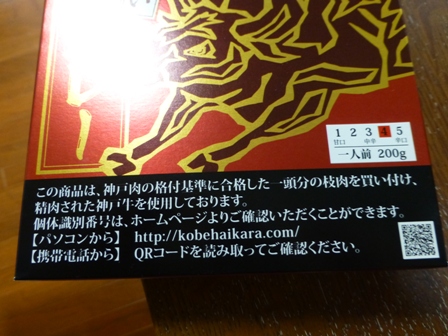 1 2 3 4 5
甘口 中辛 辛口
一人前 200g
この商品は、神戸肉の格付基準に合格した一頭分の枝肉を買い付け、
精肉された神戸牛を使用しております。
個体識別番号は、ホームページよりご確認いただくことができます。
【パソコンから】 http://kobehaikara.com/
【携帯電話から】 QRコードを読み取ってご確認ください。